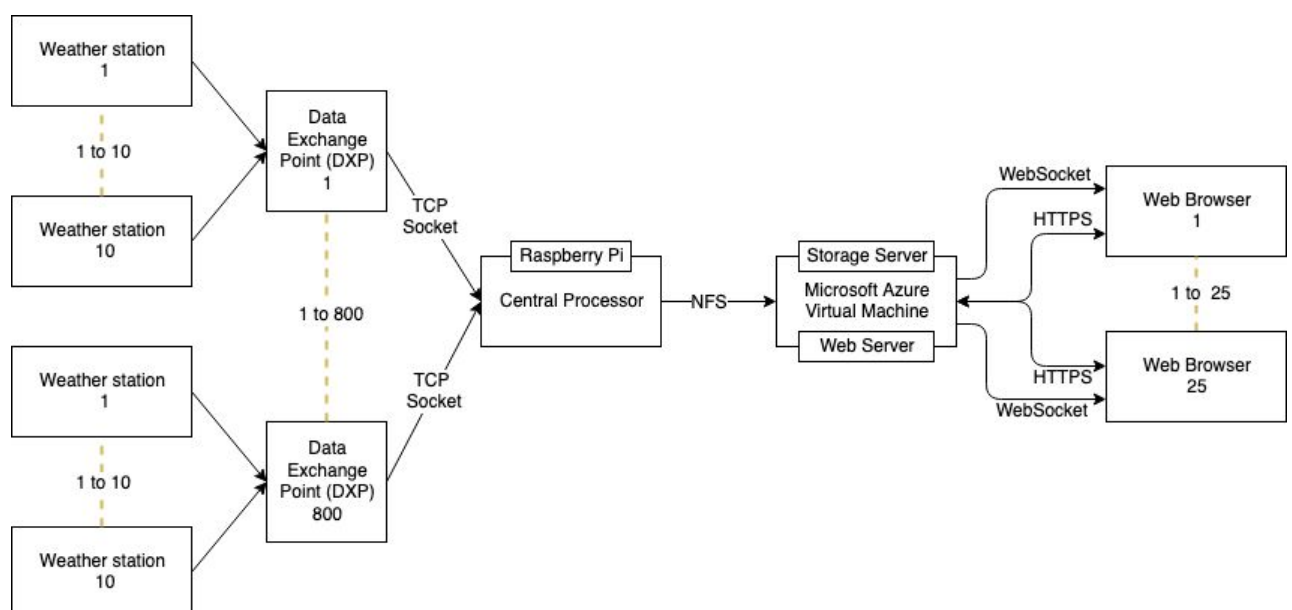 Weather station
1
1 to 10
Weather station
10
Data
Exchange
Point (DXP)
1
TCP
Socket
1 to 800
Weather station
1
1 to 10
Weather station
10
Data
Exchange
Point (DXP)
800
TCP
Socket
Raspberry Pi
Central Processor
NFS
Storage Server
Microsoft Azure
Virtual Machine
Web Server
WebSocket
HTTPS
Web Browser
1
1 to 25
HTTPS
WebSocket
Web Browser
25